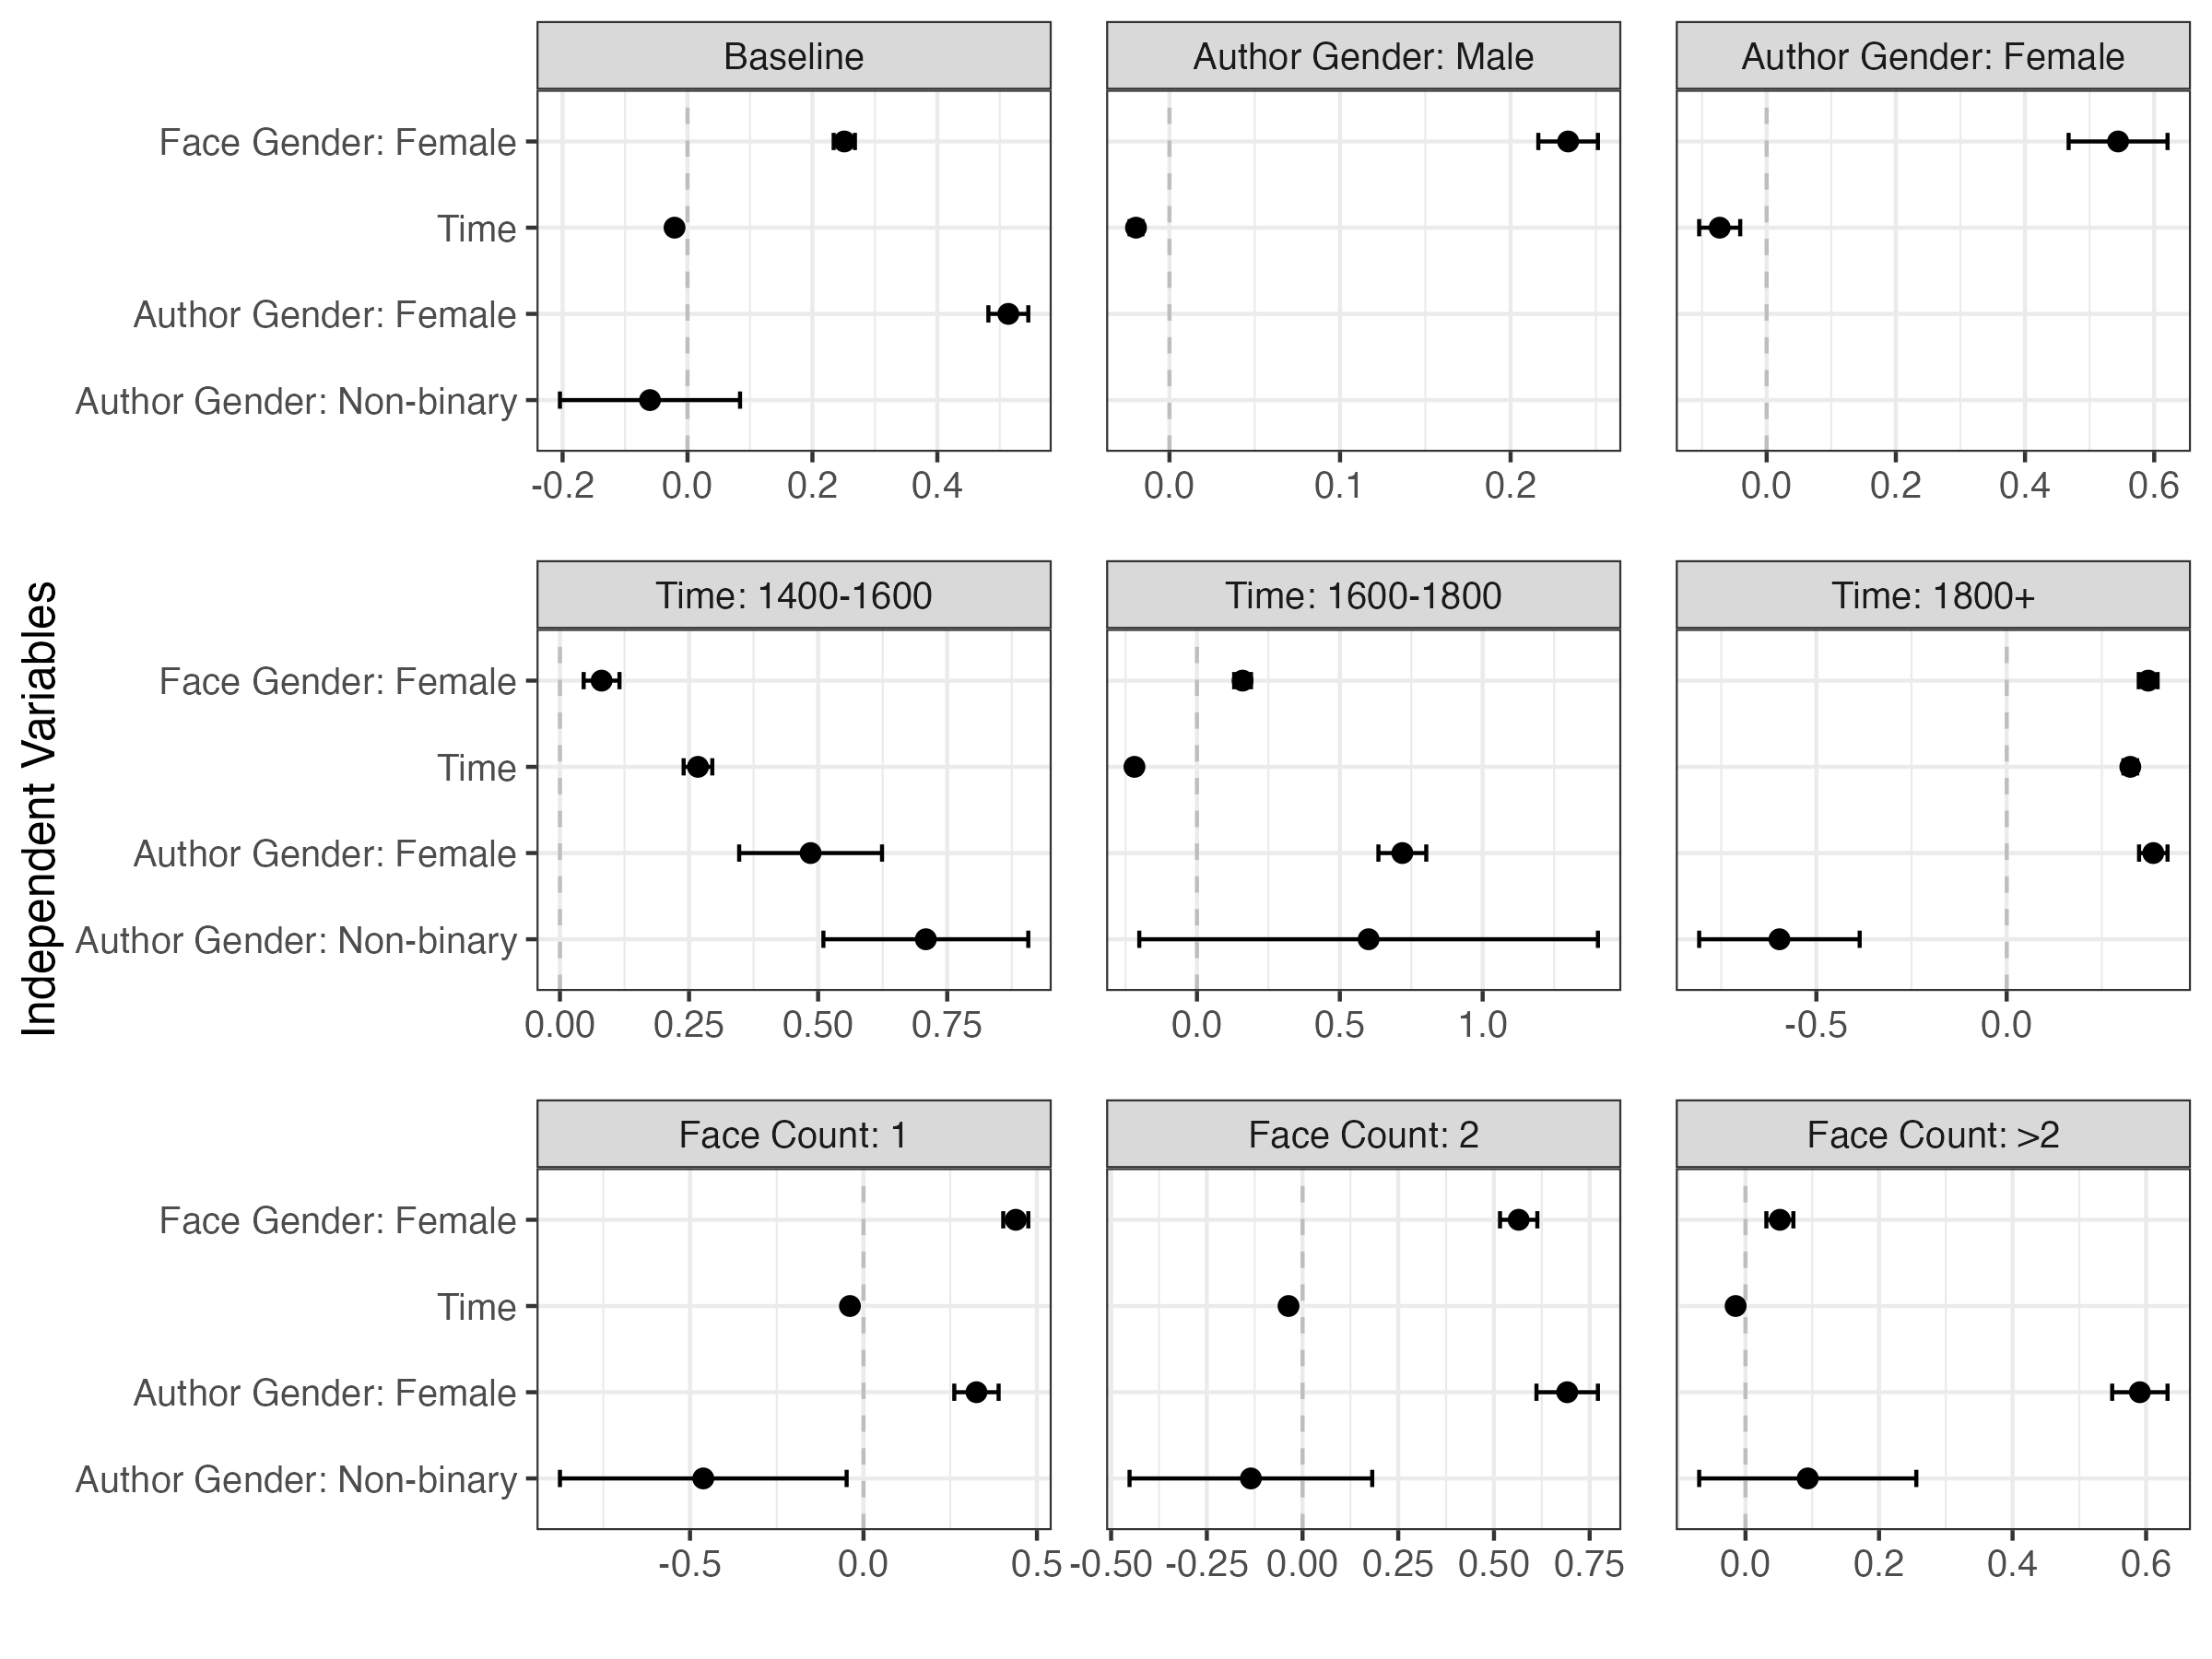 Baseline
Author Gender: Male
Author Gender: Female
Face Gender: Female
Time
Author Gender: Female
Author Gender: Non-binary
-0.2 0.0 0.2 0.4
0.0 0.1 0.2
0.0 0.2 0.4 0.6
Independent Variables
Time: 1400-1600
Time: 1600-1800
Time: 1800+
Face Gender: Female
Time
Author Gender: Female
Author Gender: Non-binary
0.00 0.25 0.50 0.75
0.0 0.5 1.0
-0.5 0.0
Face Count: 1
Face Count: 2
Face Count: >2
Face Gender: Female
Time
Author Gender: Female
Author Gender: Non-binary
-0.5 0.0 0.5
-0.50 -0.25 0.00 0.25 0.50 0.75
0.0 0.2 0.4 0.6